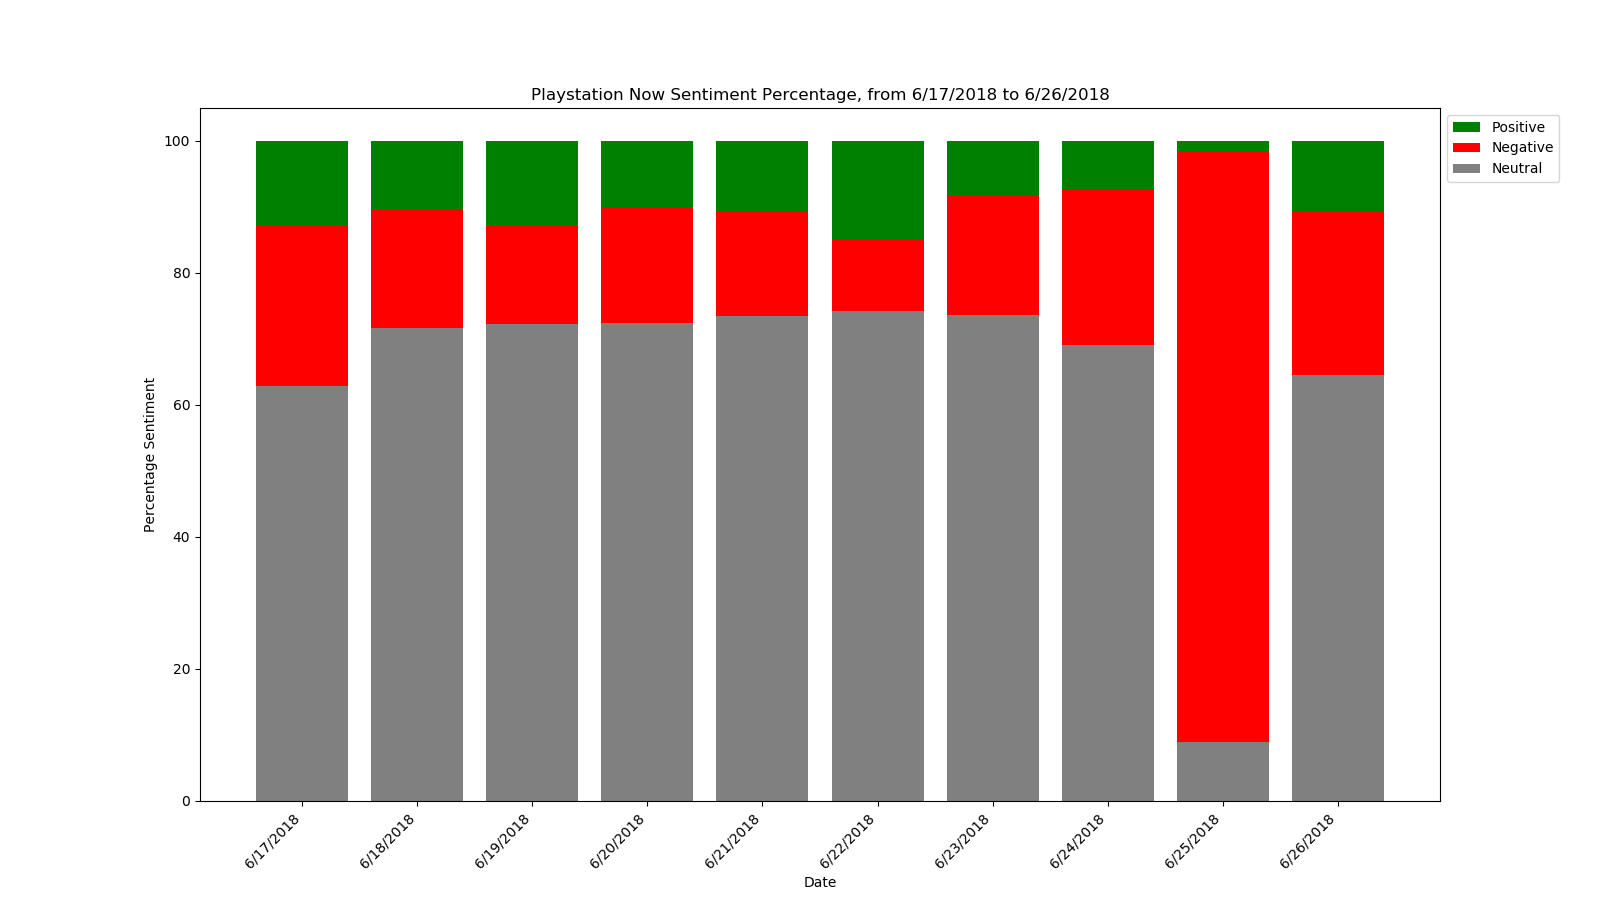 Playstation Now Sentiment Percentage, from 6/17/2018 to 6/26/2018
Positive
Negative
Neutral
Percentage Sentiment
100
80
60
40
20
0
6/17/2018
6/18/2018
6/19/2018
6/20/2018
6/21/2018
6/22/2018
6/23/2018
6/24/2018
6/25/2018
6/26/2018
Date